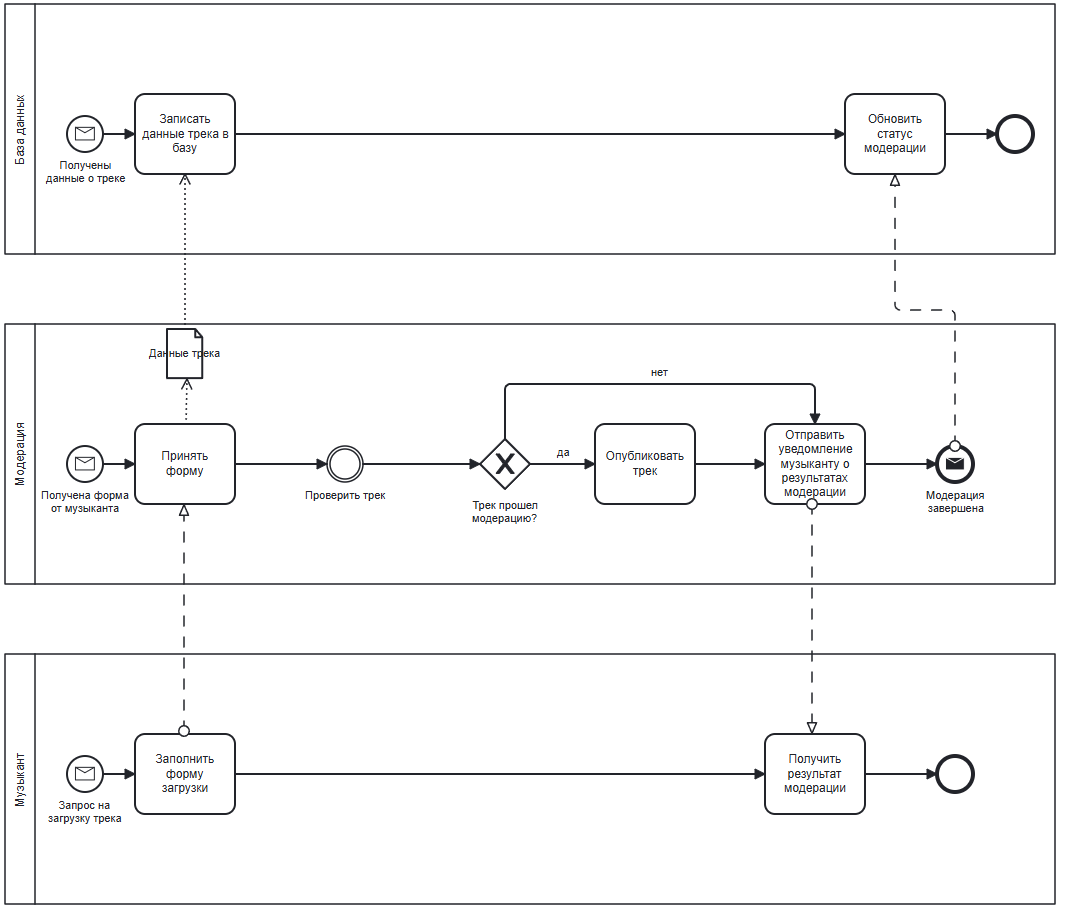 База данных
Получены
данные о треке
Записать
данные трека в
базу
Обновить
статус
модерации
Модерация
Данные трека
Получена форма
от музыканта
Принять
форму
Проверить трек
Трек прошел
модерацию?
нет
да
Опубликовать
трек
Отправить
уведомление
музыканту о
результатах
модерации
Модерация
завершена
Музыкант
Запрос на
загрузку трека
Заполнить
форму
загрузки
Получить
результат
модерации